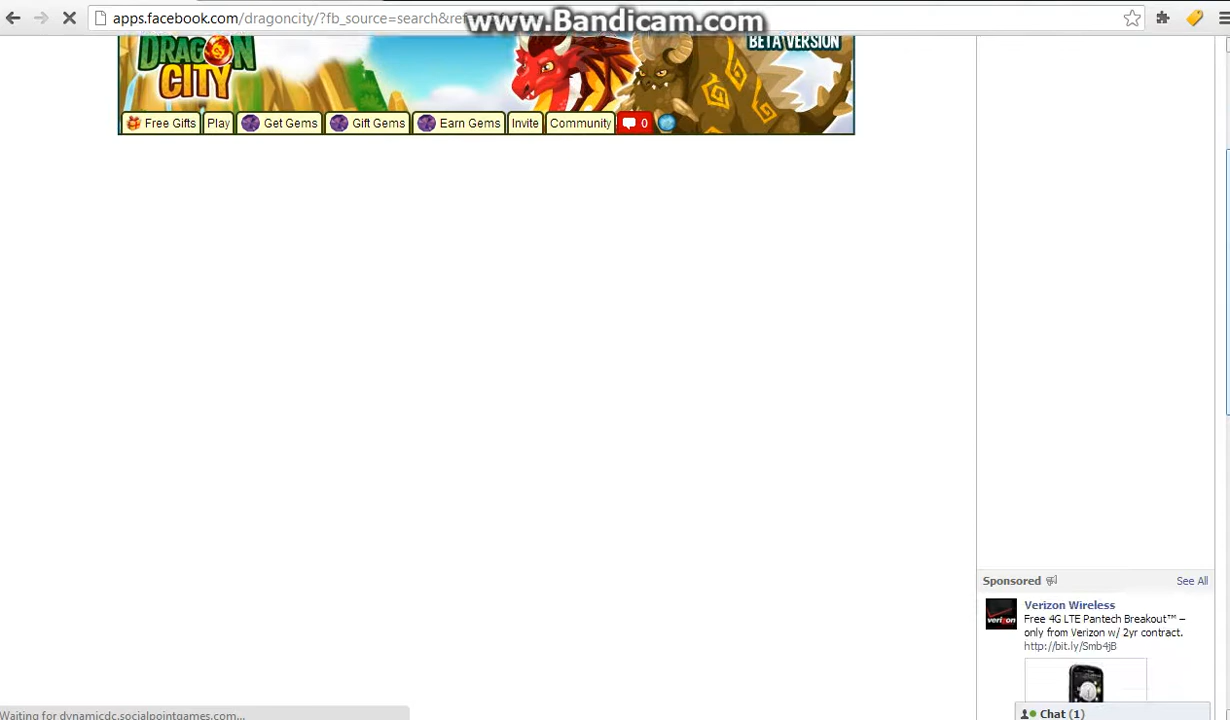 apps.facebook.com/dragoncity/?fb_source=search&re
www.Bandicam.com
DRAGON
CITY
BETA VERSION
Free Gifts
Play
Get Gems
Gift Gems
Earn Gems
Invite
Community
0
Sponsored
See All
Verizon Wireless
verizon
Free 4G LTE Pantech Breakout™ –
only from Verizon w/ 2yr contract.
http://bit.ly/Smb4jB
Waiting for dynamicdc.socialpointgames.com...
Chat (1)